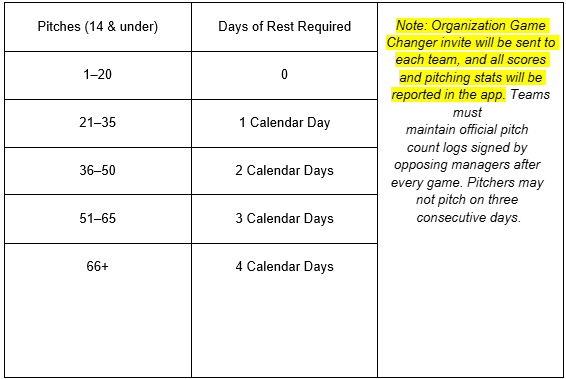 Pitches (14 & under)
Days of Rest Required
1–20
0
21–35
1 Calendar Day
36–50
2 Calendar Days
51–65
3 Calendar Days
66+
4 Calendar Days
Note: Organization Game
Changer invite will be sent to
each team, and all scores
and pitching stats will be
reported in the app. Teams
must
maintain official pitch
count logs signed by
opposing managers after
every game. Pitchers may
not pitch on three
consecutive days.